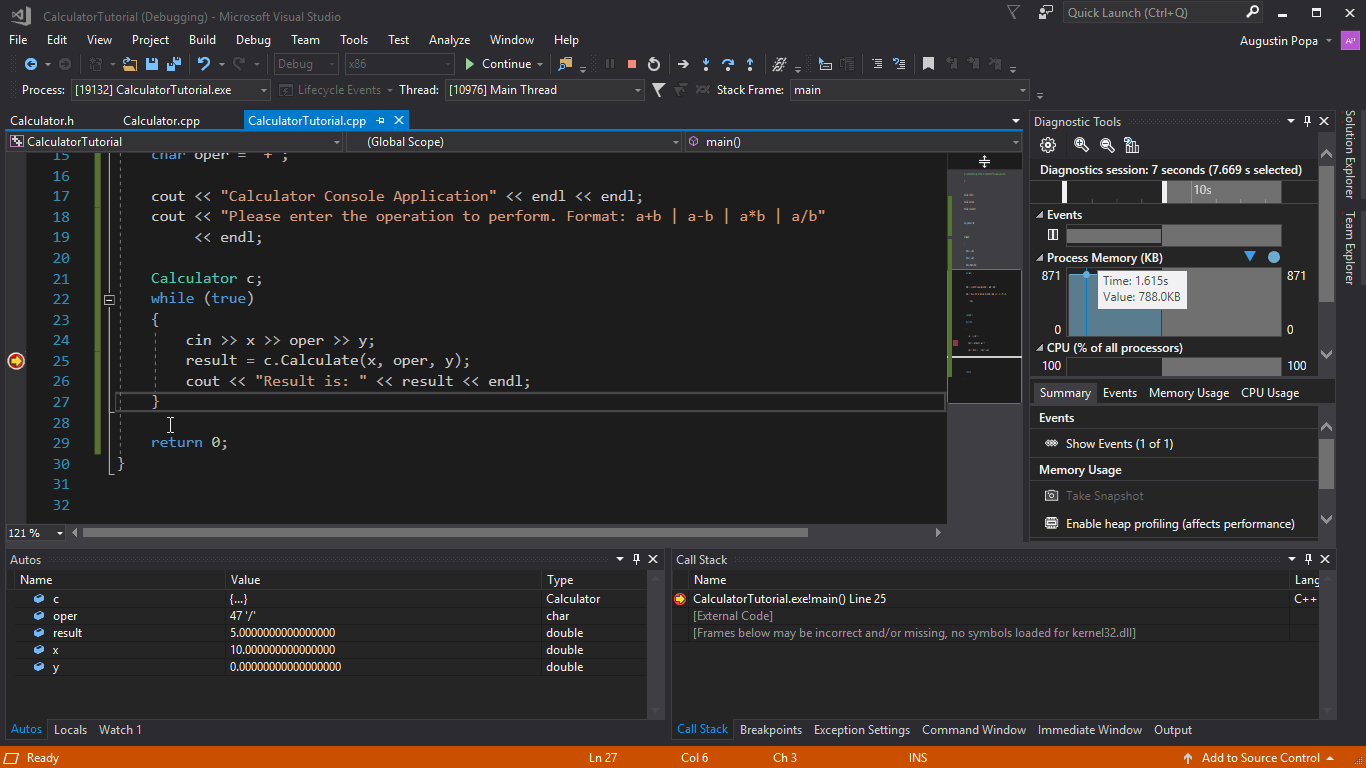 CalculatorTutorial (Debugging) - Microsoft Visual Studio
Quick Launch (Ctrl+Q)
File Edit View Project Build Debug Team Tools Test Analyze Window Help
Augustin Popa
AP
Debug x86 Continue
Process: [19132] CalculatorTutorial.exe Lifecycle Events Thread: [10976] Main Thread Stack Frame: main
Calculator.h Calculator.cpp CalculatorTutorial.cpp
CalculatorTutorial (Global Scope) main()
15 char oper = '+';
16
17 cout << "Calculator Console Application" << endl << endl;
18 cout << "Please enter the operation to perform. Format: a+b | a-b | a*b | a/b"
19 << endl;
20
21 Calculator c;
22 while (true)
23 {
24 cin >> x >> oper >> y;
25 result = c.Calculate(x, oper, y);
26 cout << "Result is: " << result << endl;
27 }
28
29 return 0;
30 }
31
32
121 %
Diagnostic Tools
Diagnostics session: 7 seconds (7.669 s selected)
10s
Events
Process Memory (KB)
871 871
Time: 1.615s
Value: 788.0KB
0 0
CPU (% of all processors)
100 100
Summary Events Memory Usage CPU Usage
Events
Show Events (1 of 1)
Memory Usage
Take Snapshot
Enable heap profiling (affects performance)
Solution Explorer
Team Explorer
Autos
Name Value Type
c {...} Calculator
oper 47 '/' char
result 5.0000000000000000 double
x 10.000000000000000 double
y 0.00000000000000000 double
Autos Locals Watch 1
Call Stack
Name Lang
CalculatorTutorial.exe!main() Line 25 C++
[External Code]
[Frames below may be incorrect and/or missing, no symbols loaded for kernel32.dll]
Call Stack Breakpoints Exception Settings Command Window Immediate Window Output
Ready Ln 27 Col 6 Ch 3 INS Add to Source Control